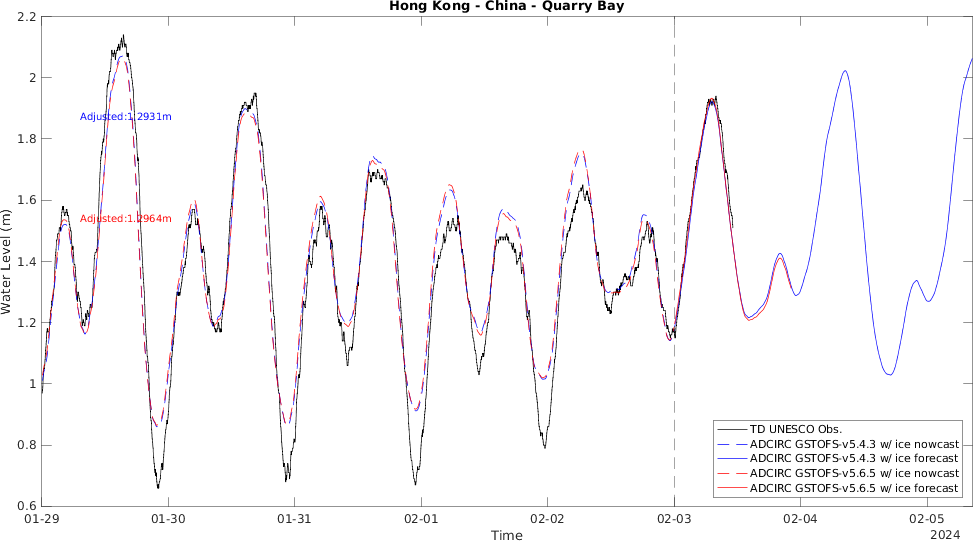 Hong Kong - China - Quarry Bay
2.2
2
1.8
1.6
1.4
1.2
1
0.8
0.6
Water Level (m)
Adjusted:1.2931m
Adjusted:1.2964m
TD UNESCO Obs.
ADCIRC GSTOFS-v5.4.3 w/ ice nowcast
ADCIRC GSTOFS-v5.4.3 w/ ice forecast
ADCIRC GSTOFS-v5.6.5 w/ ice nowcast
ADCIRC GSTOFS-v5.6.5 w/ ice forecast
01-29 01-30 01-31 02-01 02-02 02-03 02-04 02-05
Time
2024